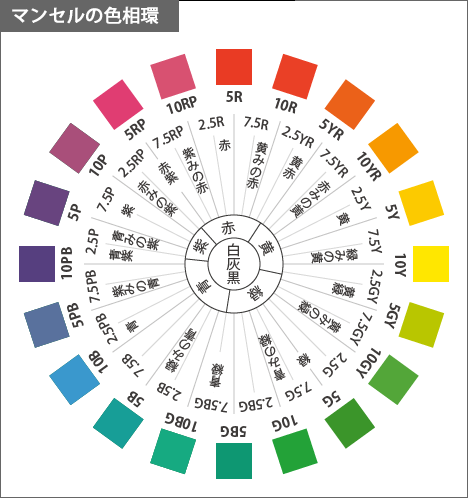 マンセルの色相環
5R
10R
5YR
10YR
5Y
10Y
5GY
10GY
5G
10G
5BG
10BG
5B
10B
5PB
10PB
5P
10P
5RP
10RP
2.5R
7.5R
2.5YR
7.5YR
2.5Y
7.5Y
2.5GY
7.5GY
2.5G
7.5G
2.5BG
7.5BG
2.5B
7.5B
2.5PB
7.5PB
2.5P
7.5P
2.5RP
7.5RP
赤
黄みの赤
黄赤
赤みの黄
黄
緑みの黄
黄緑
黄みの緑
緑
青みの緑
青緑
緑みの青
青
紫みの青
青紫
青みの紫
紫
赤みの紫
赤紫
紫みの赤
赤
黄
緑
青
紫
白
灰
黒